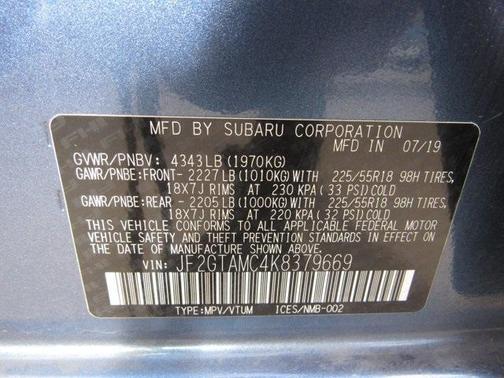 MFD BY SUBARU CORPORATION
MFD IN 07/19
GVWR/PNBV: 4343LB(1970KG)
GAWR/PNBE:FRONT- 2227LB(1010KG)WITH 225/55R18 98H TIRES,
18X7J RIMS AT 230 KPA(33 PSI)COLD
GAWR/PNBE:REAR - 2205LB(1000KG)WITH 225/55R18 98H TIRES,
18X7J RIMS AT 220 KPA(32 PSI)COLD
THIS VEHICLE CONFORMS TO ALL APPLICABLE FEDERAL MOTOR
VEHICLE SAFETY AND BUMPER STANDARDS IN EFFECT ON
THE DATE OF MANUFACTURE SHOWN ABOVE.
VIN: JF2GTAMC4K8379669
TYPE:MPV/VTUM ICES/NMB-002